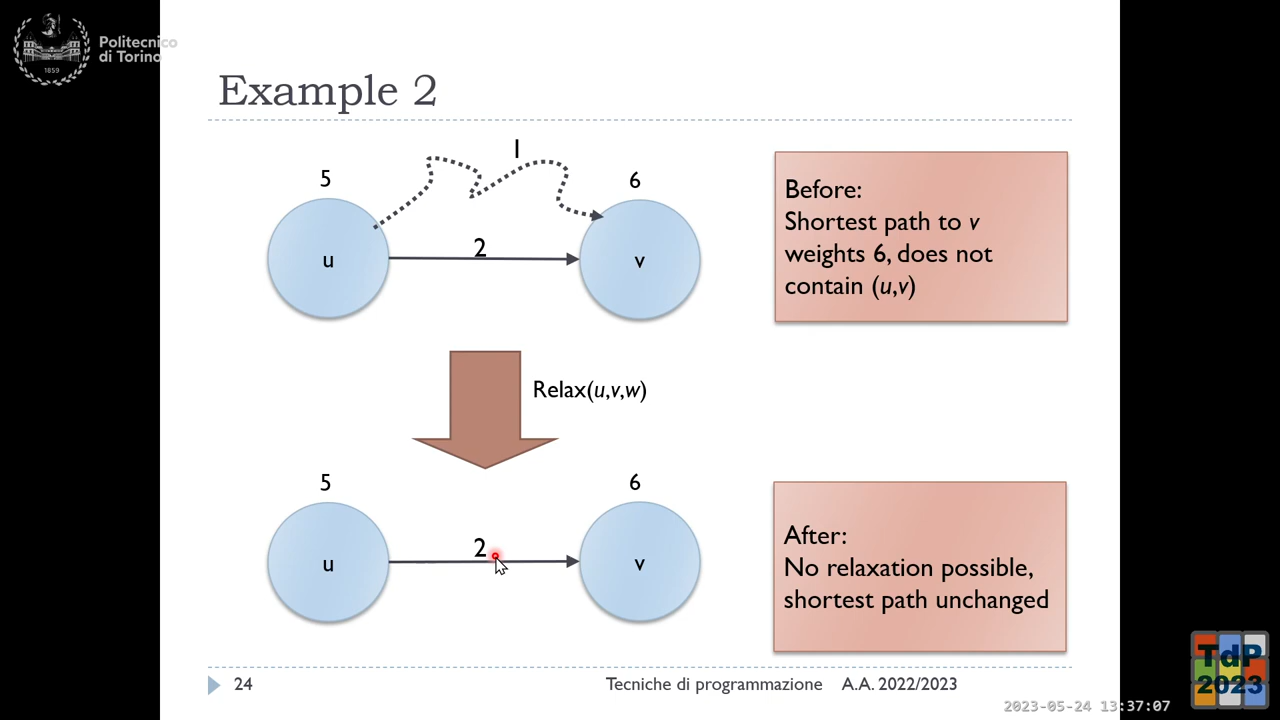 Politecnico
di Torino
1859
Example 2
1
5
6
2
u
v
Before:
Shortest path to v
weights 6, does not
contain (u,v)
Relax(u,v,w)
5
6
2
u
v
After:
No relaxation possible,
shortest path unchanged
24
Tecniche di programmazione
A.A. 2022/2023
TdP
2023
2023-05-24 13:37:07